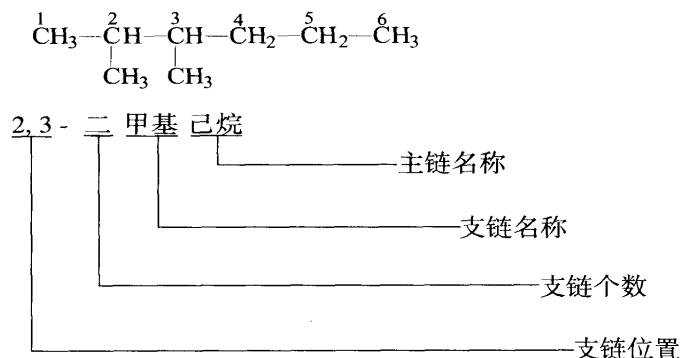 1 2 3 4 5 6
CH₃—CH—CH—CH₂—CH₂—CH₃
CH₃ CH₃
2,3 - 二 甲基 己烷
主链名称
支链名称
支链个数
支链位置